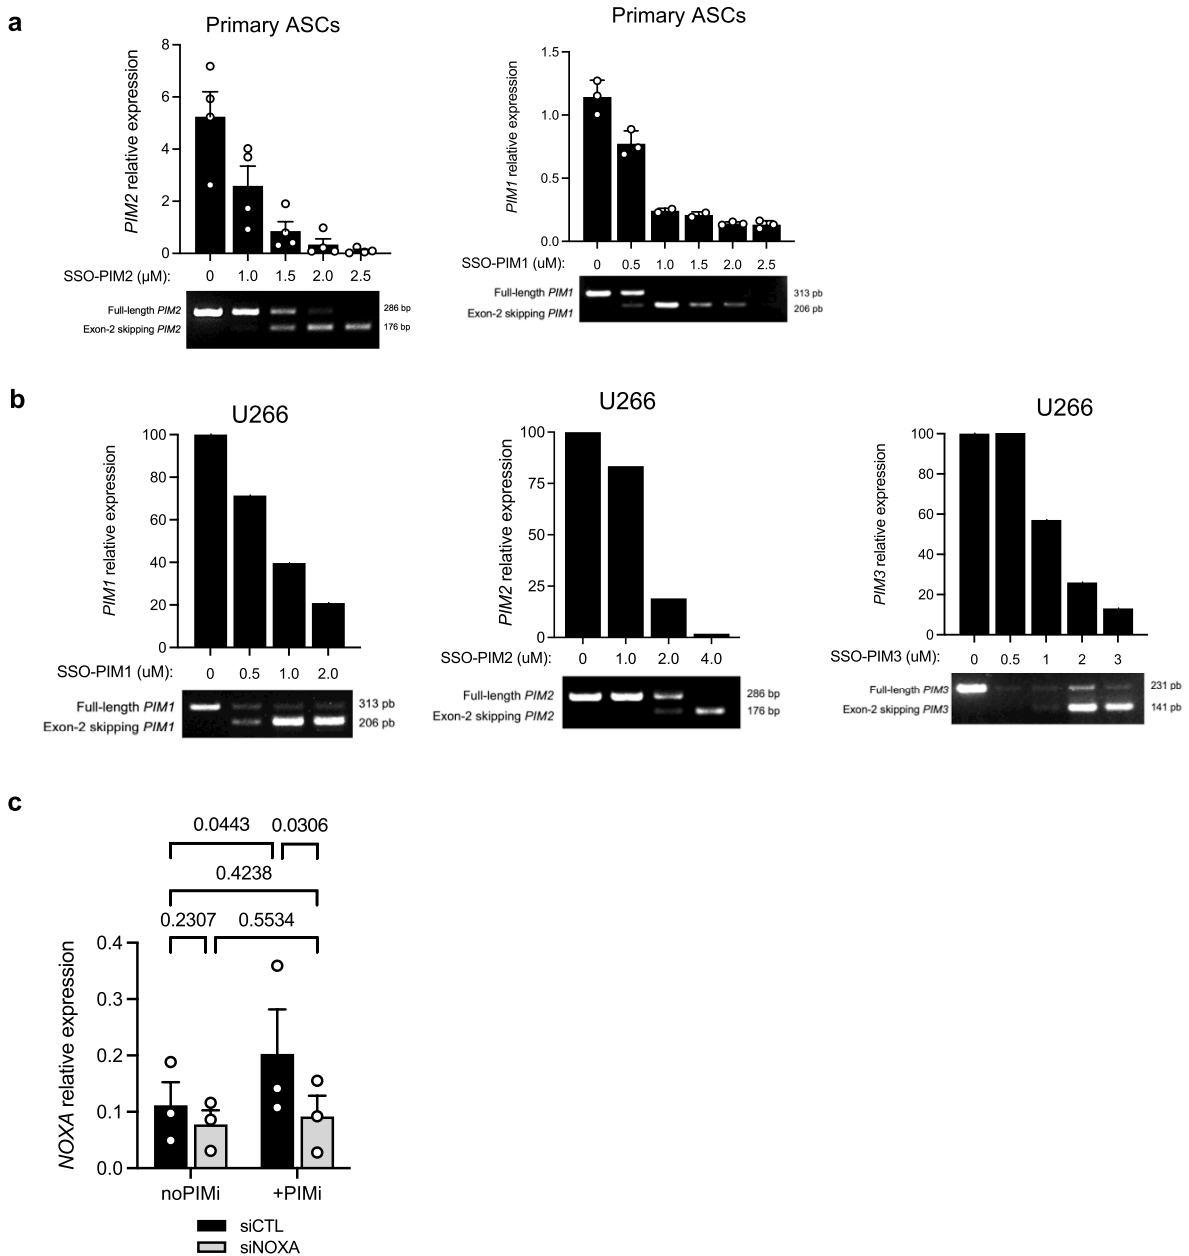 a
Primary ASCs
PIM2 relative expression
8
6
4
2
0
SSO-PIM2 (μM):
0 1.0 1.5 2.0 2.5
Full-length PIM2
286 bp
Exon-2 skipping PIM2
176 bp
Primary ASCs
PIM1 relative expression
1.5
1.0
0.5
0.0
SSO-PIM1 (uM):
0 0.5 1.0 1.5 2.0 2.5
Full-length PIM1
313 pb
Exon-2 skipping PIM1
206 pb
b
U266
PIM1 relative expression
100
80
60
40
20
0
SSO-PIM1 (uM):
0 0.5 1.0 2.0
Full-length PIM1
313 pb
Exon-2 skipping PIM1
206 pb
U266
PIM2 relative expression
100
75
50
25
0
SSO-PIM2 (uM):
0 1.0 2.0 4.0
Full-length PIM2
286 bp
Exon-2 skipping PIM2
176 bp
U266
PIM3 relative expression
100
80
60
40
20
0
SSO-PIM3 (uM):
0 0.5 1 2 3
Full-length PIM3
231 pb
Exon-2 skipping PIM3
141 pb
c
0.0443 0.0306
0.4238
0.2307 0.5534
NOXA relative expression
0.4
0.3
0.2
0.1
0.0
noPIMi +PIMi
siCTL
siNOXA